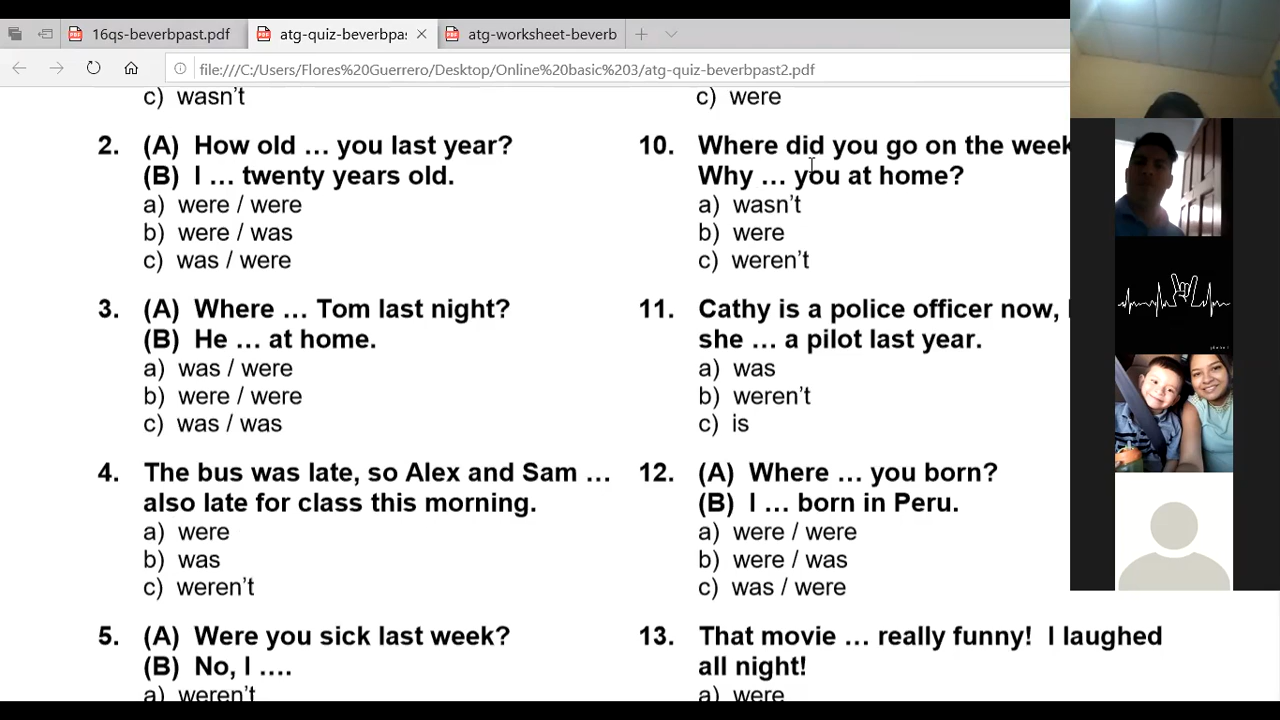 16qs-beverbpast.pdf
atg-quiz-beverbpas
atg-worksheet-beverb
file:///C:/Users/Flores%20Guerrero/Desktop/Online%20basic%203/atg-quiz-beverbpast2.pdf
c) wasn't
2. (A) How old … you last year?
(B) I … twenty years old.
a) were / were
b) were / was
c) was / were
3. (A) Where … Tom last night?
(B) He … at home.
a) was / were
b) were / were
c) was / was
4. The bus was late, so Alex and Sam …
also late for class this morning.
a) were
b) was
c) weren't
5. (A) Were you sick last week?
(B) No, I ….
a) weren't
c) were
10. Where did you go on the week
Why … you at home?
a) wasn't
b) were
c) weren't
11. Cathy is a police officer now,
she … a pilot last year.
a) was
b) weren't
c) is
12. (A) Where … you born?
(B) I … born in Peru.
a) were / were
b) were / was
c) was / were
13. That movie … really funny! I laughed
all night!
a) were